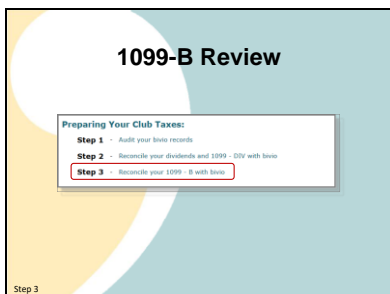 1099-B Review
Preparing Your Club Taxes:
Step 1 - Audit your bivio records
Step 2 - Reconcile your dividends and 1099 - DIV with bivio
Step 3 - Reconcile your 1099 - B with bivio
Step 3